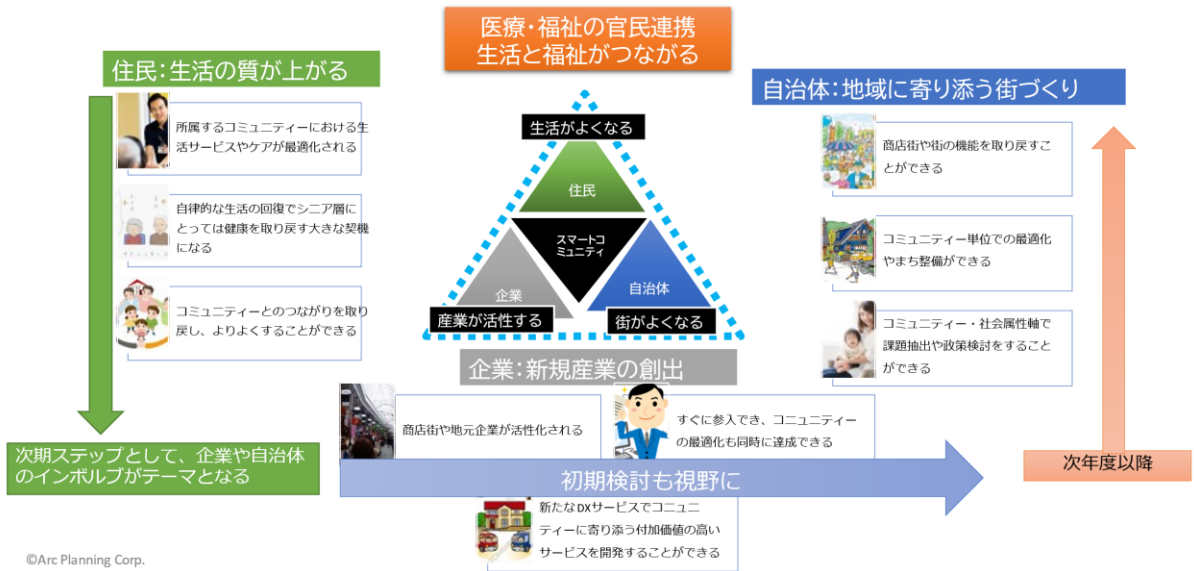 医療・福祉の官民連携
生活と福祉がつながる
住民：生活の質が上がる
所属するコミュニティーにおける生
活サービスやケアが最適化される
自律的な生活の回復でシニア層に
とっては健康を取り戻す大きな契機
になる
コミュニティーとのつながりを取り
戻し、よりよくすることができる
次期ステップとして、企業や自治体
のインボルブがテーマとなる
生活がよくなる
住民
スマートコ
ミュニティ
企業
自治体
産業が活性する
街がよくなる
企業：新規産業の創出
商店街や地元企業が活性化される
すぐに参入でき、コニュニティー
の最適化も同時に達成できる
初期検討も視野に
新たなDXサービスでコニュニ
ティーに寄り添う付加価値の高い
サービスを開発することができる
自治体：地域に寄り添う街づくり
商店街や街の機能を取り戻すこ
とができる
コミュニティー単位での最適化
やまち整備ができる
コミュニティー・社会属性軸で
課題抽出や政策検討をすること
ができる
次年度以降
©Arc Planning Corp.